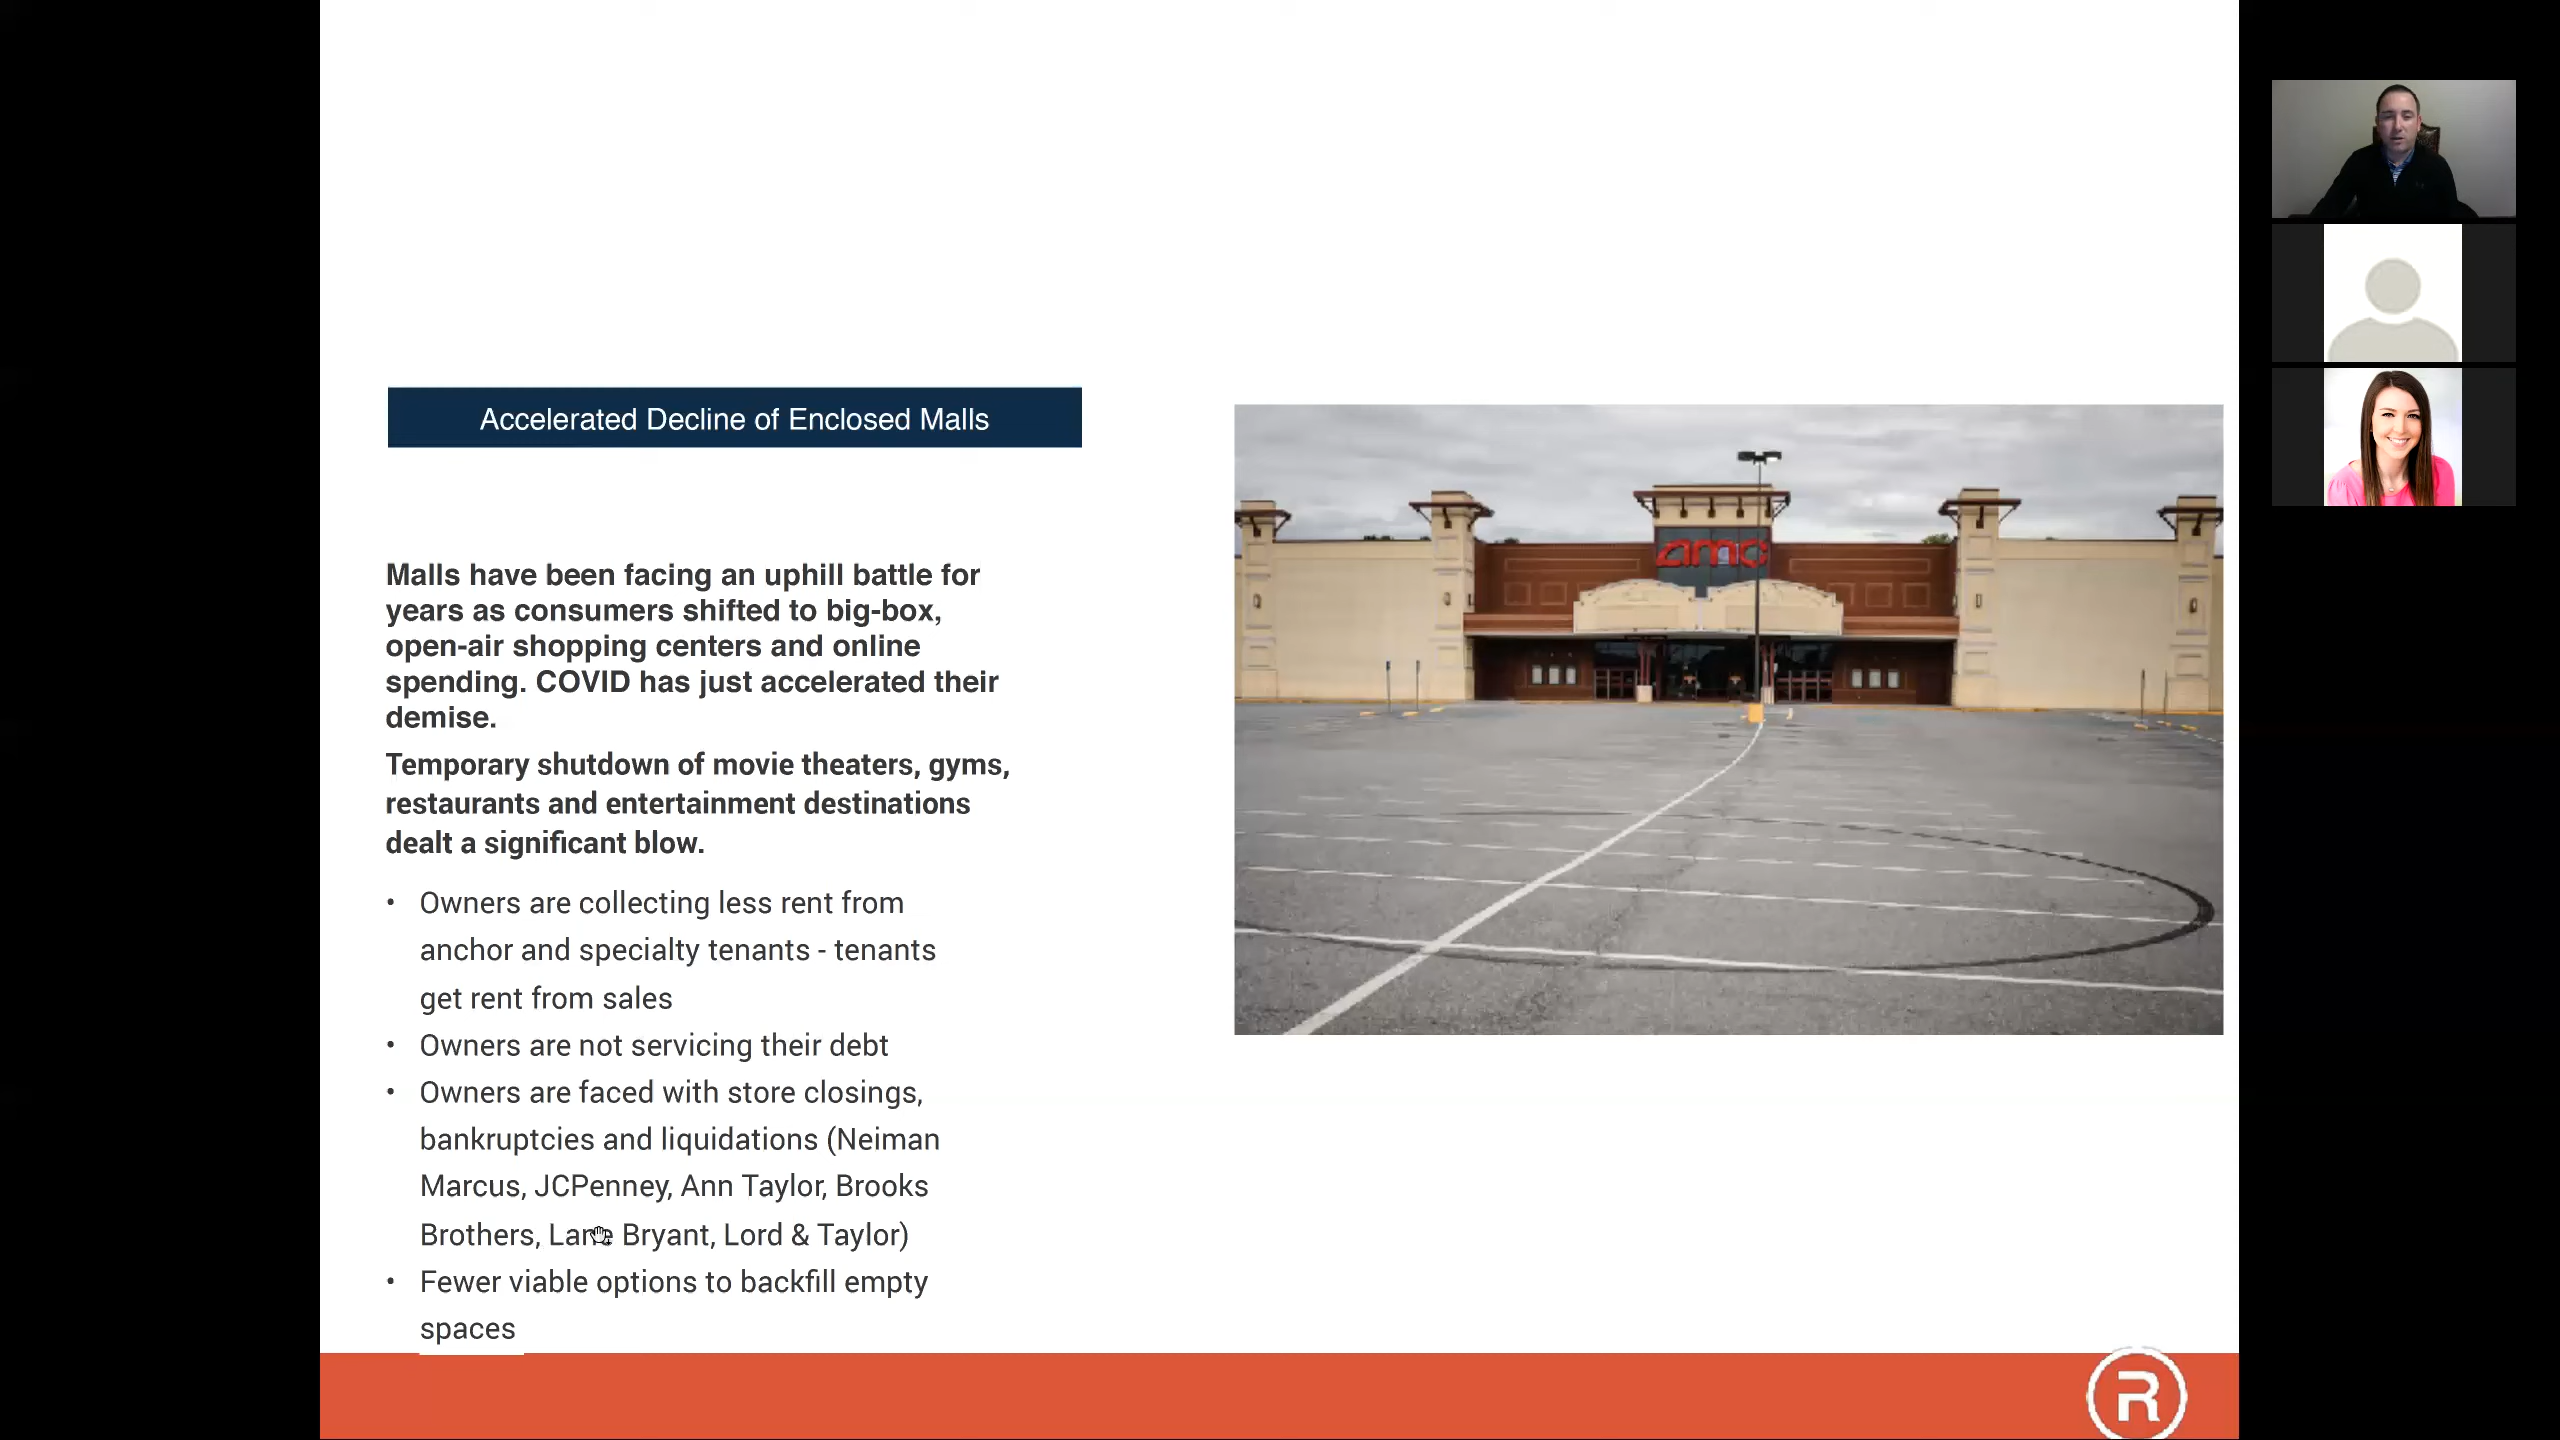 Accelerated Decline of Enclosed Malls
Malls have been facing an uphill battle for
years as consumers shifted to big-box,
open-air shopping centers and online
spending. COVID has just accelerated their
demise.
Temporary shutdown of movie theaters, gyms,
restaurants and entertainment destinations
dealt a significant blow.
• Owners are collecting less rent from
anchor and specialty tenants - tenants
get rent from sales
• Owners are not servicing their debt
• Owners are faced with store closings,
bankruptcies and liquidations (Neiman
Marcus, JCPenney, Ann Taylor, Brooks
Brothers, Lane Bryant, Lord & Taylor)
• Fewer viable options to backfill empty
spaces
amc
R